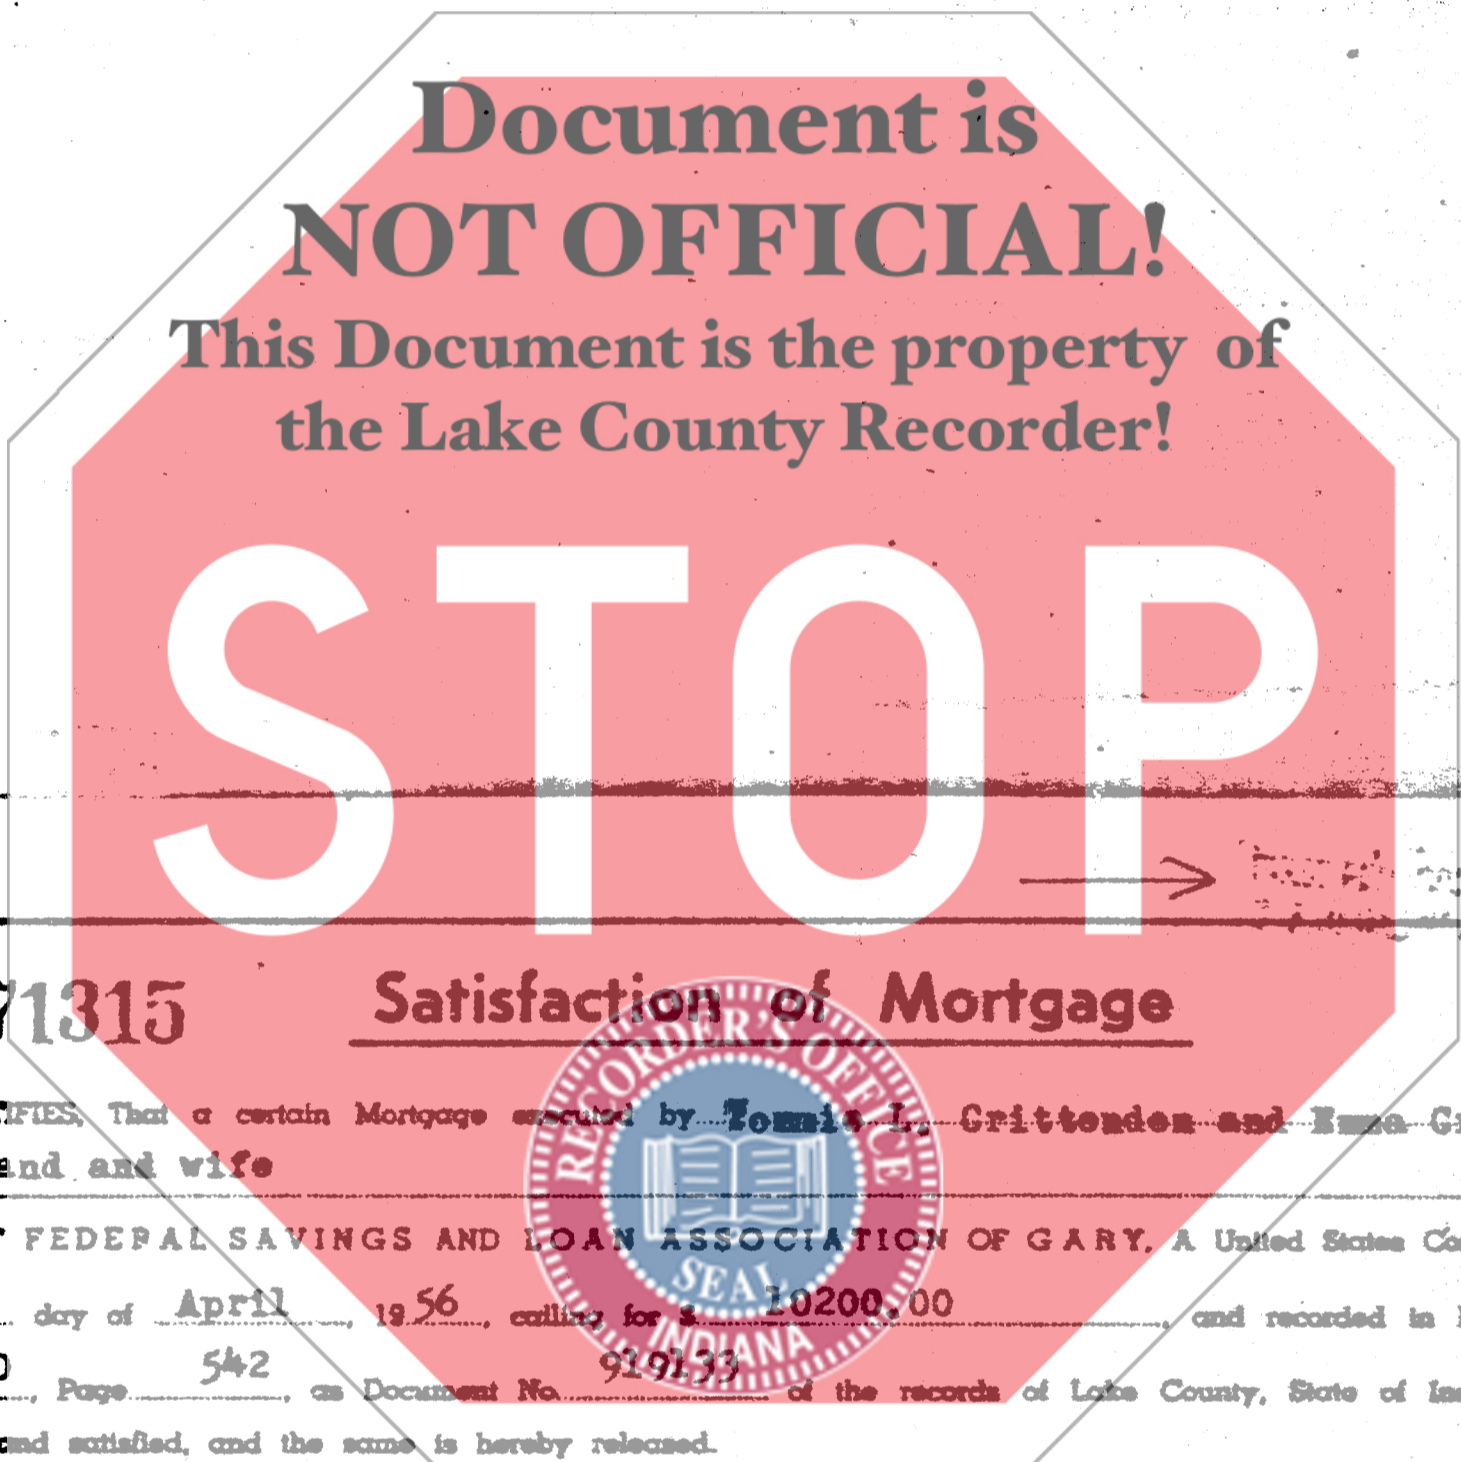 Document is
NOT OFFICIAL!
This Document is the property of
the Lake County Recorder!
STOP
71315 Satisfaction of Mortgage
RECORDER'S OFFICE
SEAL
INDIANA
IFIES, That a certain Mortgage executed by Tommie L. Crittenden and Emma
and and wife
FEDERAL SAVINGS AND LOAN ASSOCIATION OF GARY, A United States
day of April, 1956, calling for $ 10200.00, and recorded in
Page 542, as Document No. 919133 of the records of Lake County, State of
and satisfied, and the same is hereby released.